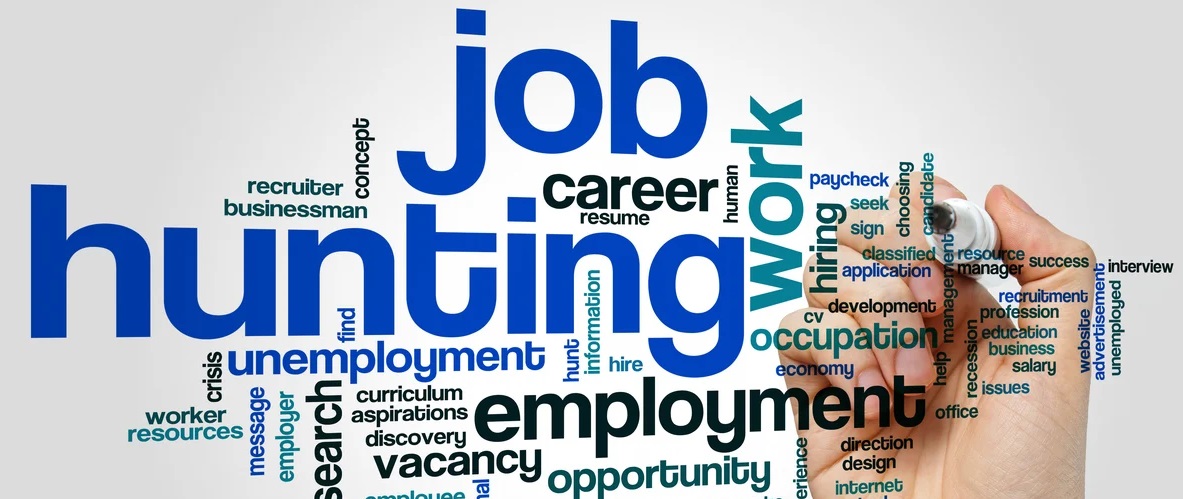 job
hunting
work
concept
recruiter
businessman
career
resume
human
paycheck
choosing
candidate
seek
sign
hiring
classified
resource
success
application
manager
management
interview
development
recruitment
advertisement
unemployed
website
cv
profession
occupation
education
business
recession
salary
help
economy
issues
office
find
information
unemployment
hunt
hire
crisis
curriculum
aspirations
employment
worker
resources
message
employer
search
discovery
vacancy
opportunity
direction
design
internet
employee